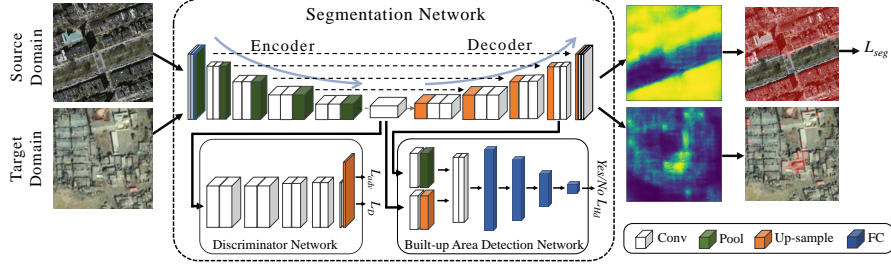 Segmentation Network
Encoder
Decoder
Source
Domain
Target
Domain
L_seg
L_adv
L_D
Yes/No L_Bld
Discriminator Network
Built-up Area Detection Network
Conv
Pool
Up-sample
FC